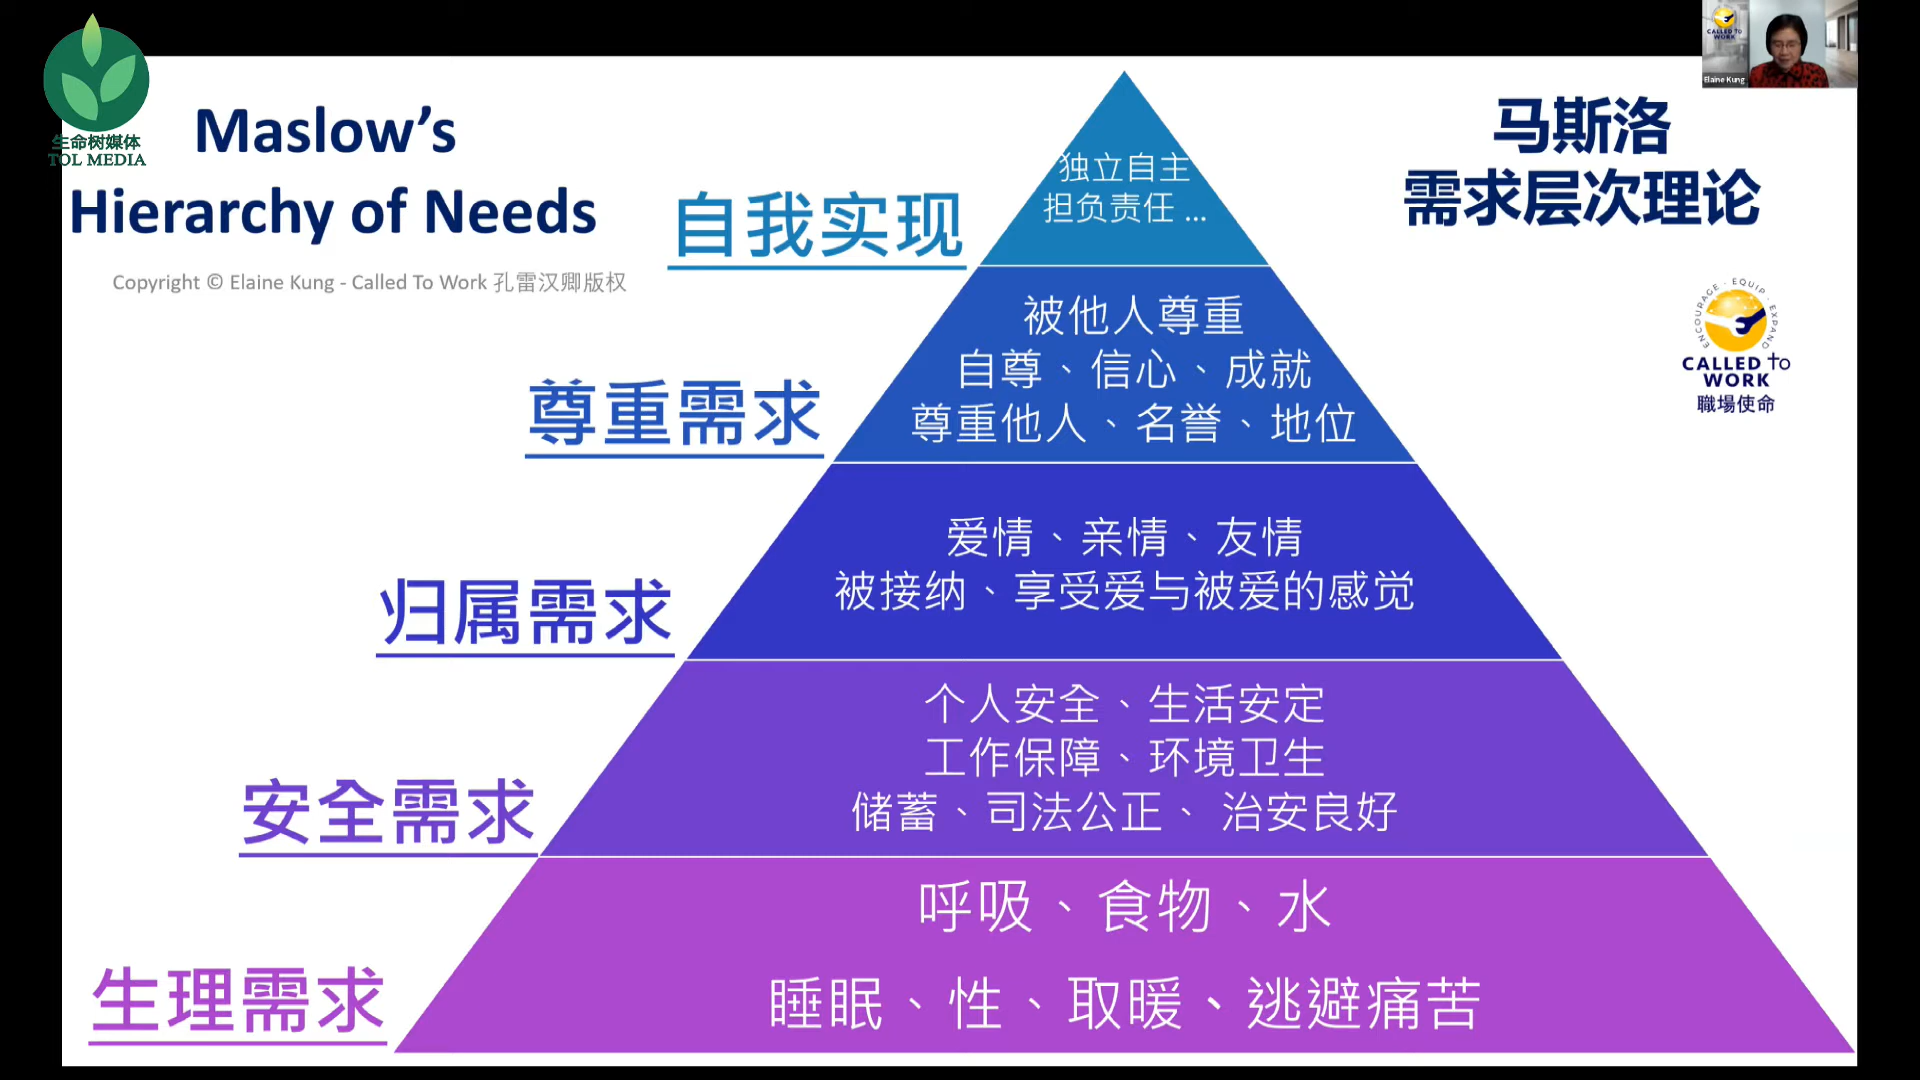 生命树媒体
TOL MEDIA
Maslow’s
Hierarchy of Needs
Copyright © Elaine Kung - Called To Work 孔雷汉卿版权
马斯洛
需求层次理论
CALLED TO
WORK
Elaine Kung
ENCOURAGE · EQUIP · EXPAND
CALLED to
WORK
職場使命
自我实现
独立自主
担负责任 ...
尊重需求
被他人尊重
自尊、信心、成就
尊重他人、名誉、地位
归属需求
爱情、亲情、友情
被接纳、享受爱与被爱的感觉
安全需求
个人安全、生活安定
工作保障、环境卫生
储蓄、司法公正、 治安良好
生理需求
呼吸、食物、水
睡眠、性、取暖、逃避痛苦